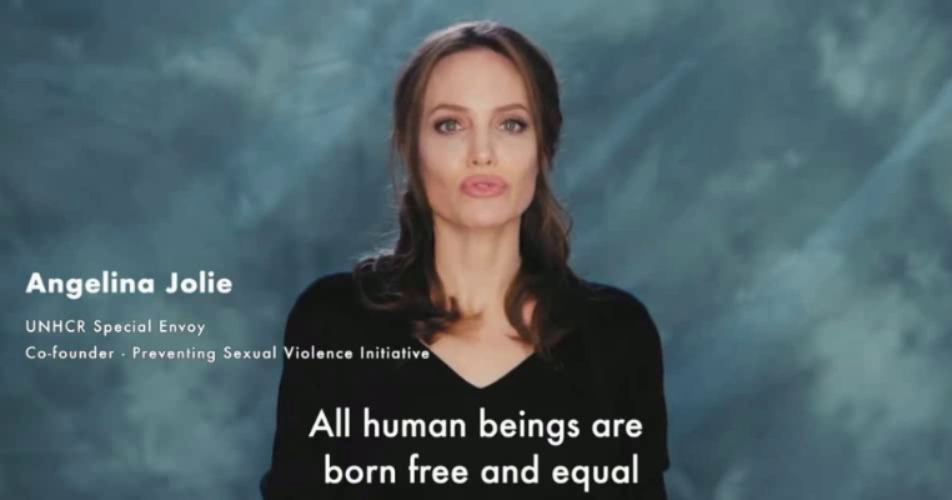 Angelina Jolie
UNHCR Special Envoy
Co-founder - Preventing Sexual Violence Initiative
All human beings are
born free and equal